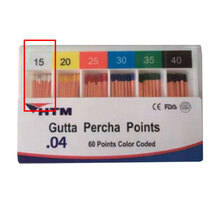 15 20 25 30 35 40
HTM
CE FDA
Gutta Percha Points
.04
60 Points Color Coded